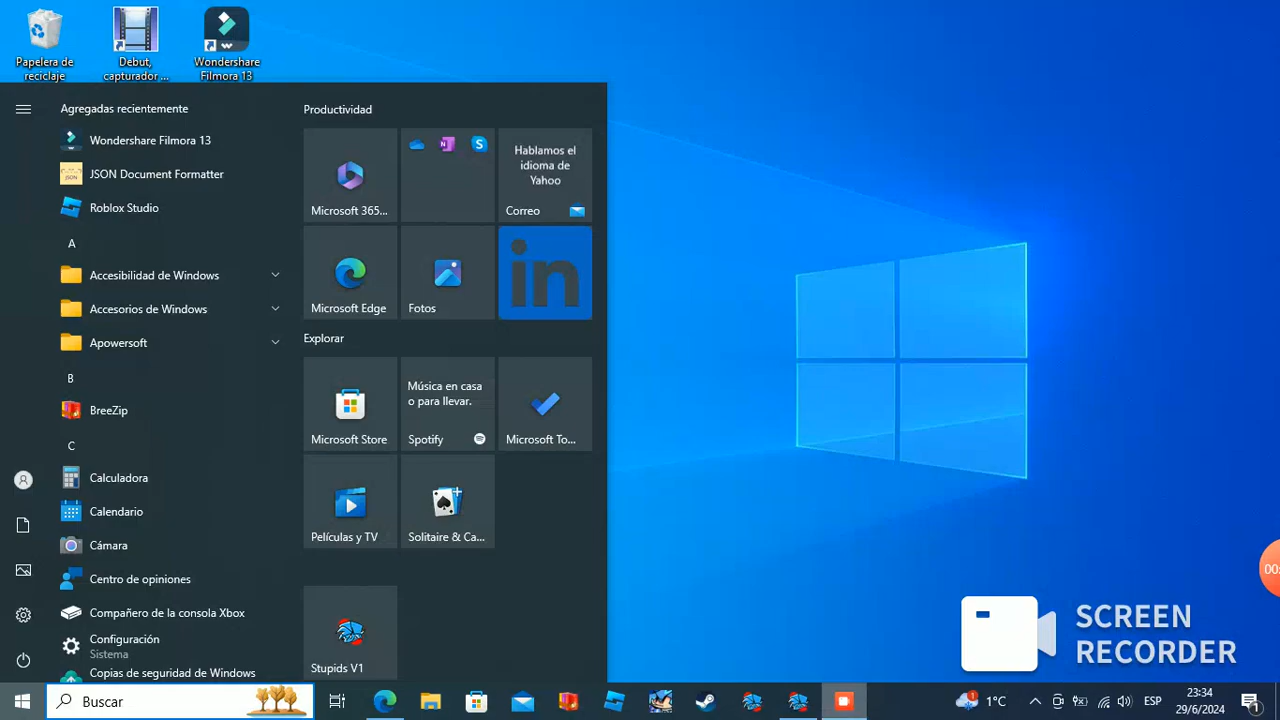 Papelera de
reciclaje
Debut,
capturador ...
Wondershare
Filmora 13
Agregadas recientemente
Wondershare Filmora 13
JSON
JSON Document Formatter
Roblox Studio
A
Accesibilidad de Windows
Accesorios de Windows
Apowersoft
B
BreeZip
C
Calculadora
Calendario
Cámara
Centro de opiniones
Compañero de la consola Xbox
Configuración
Sistema
Copias de seguridad de Windows
Productividad
Microsoft 365...
Hablamos el
idioma de
Yahoo
Correo
Microsoft Edge
Fotos
in
Explorar
Microsoft Store
Música en casa
o para llevar.
Spotify
Microsoft To...
Películas y TV
Solitaire & Ca...
Stupids V1
00:
SCREEN
RECORDER
Buscar
1
1°C
ESP
23:34
29/6/2024
1